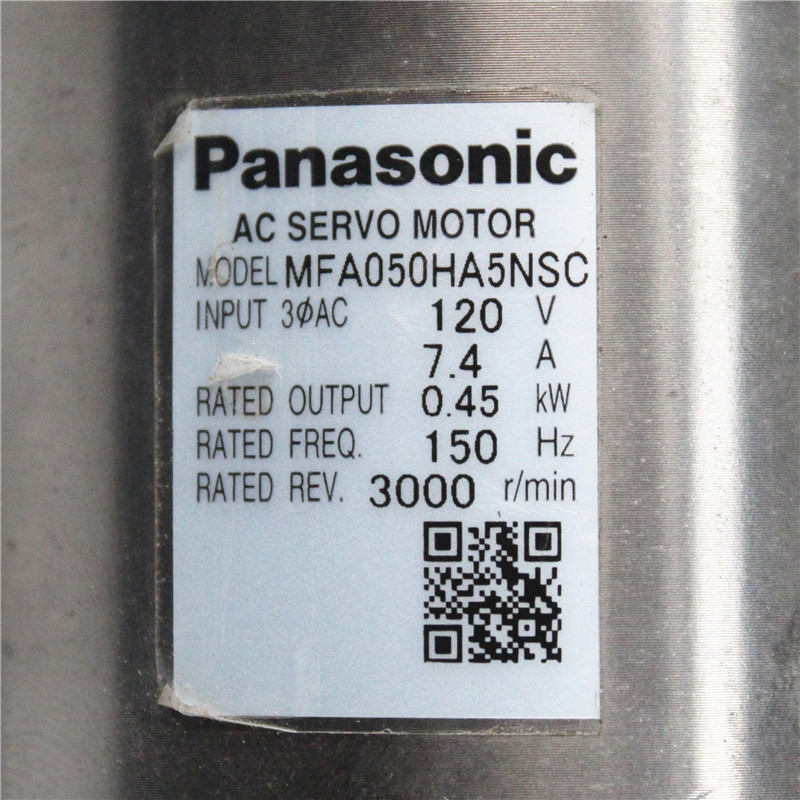 Panasonic
AC SERVO MOTOR
MODEL MFA050HA5NSC
INPUT 3ϕAC 120 V
7.4 A
RATED OUTPUT 0.45 kW
RATED FREQ. 150 Hz
RATED REV. 3000 r/min